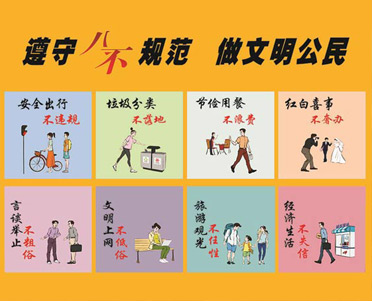 遵守八不规范 做文明公民
安全出行
不违规
垃圾分类
不落地
节俭用餐
不浪费
红白喜事
不奢办
言谈举止
不粗俗
文明上网
不低俗
旅游观光
不任性
经济生活
不失信